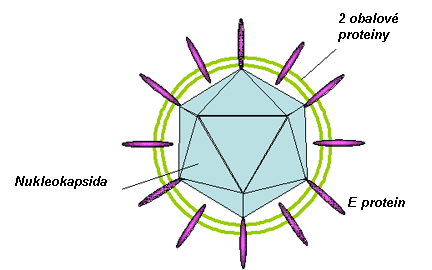 2 obalové
proteiny
Nukleokapsida
E protein